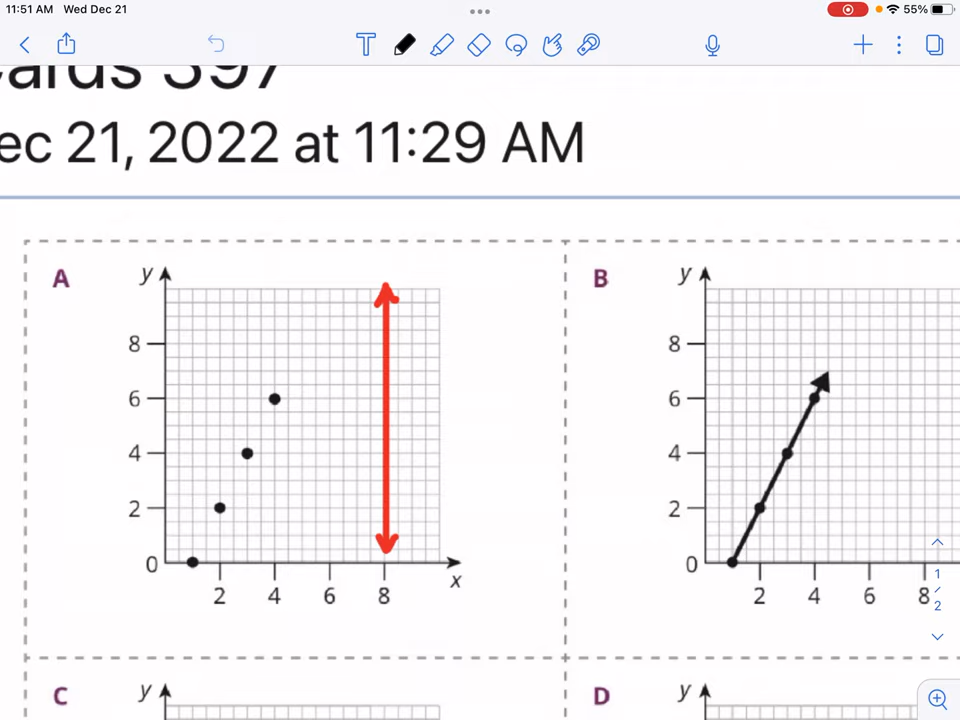 11:51 AM Wed Dec 21
55%
T
ards 397
ec 21, 2022 at 11:29 AM
A
y
8
6
4
2
0
2 4 6 8
x
B
y
8
6
4
2
0
2 4 6 8
1
2
C
y
D
y